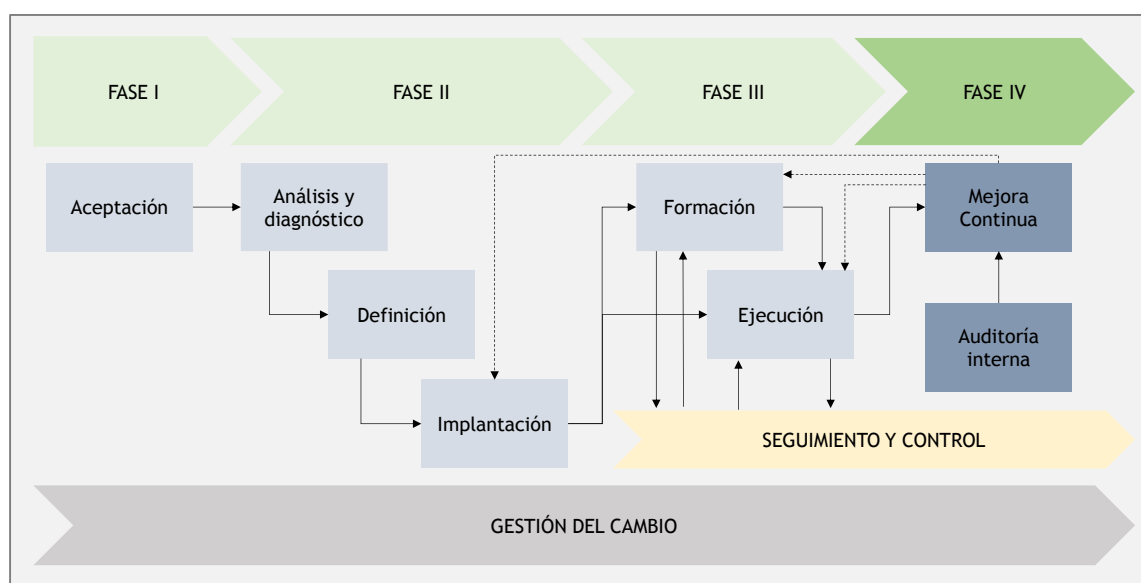 FASE I
FASE II
FASE III
FASE IV
Aceptación
Análisis y
diagnóstico
Formación
Mejora
Continua
Definición
Ejecución
Auditoría
interna
Implantación
SEGUIMIENTO Y CONTROL
GESTIÓN DEL CAMBIO